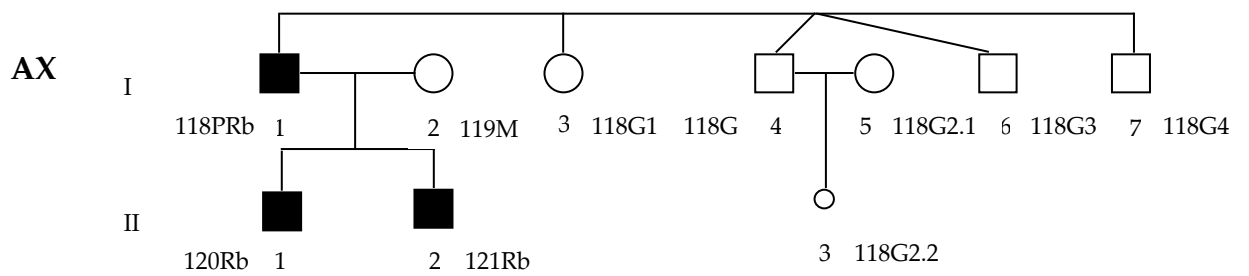 AX
I
118PRb 1 2 119M 3 118G1 118G 4 5 118G2.1 6 118G3 7 118G4
II
120Rb 1 2 121Rb
3 118G2.2